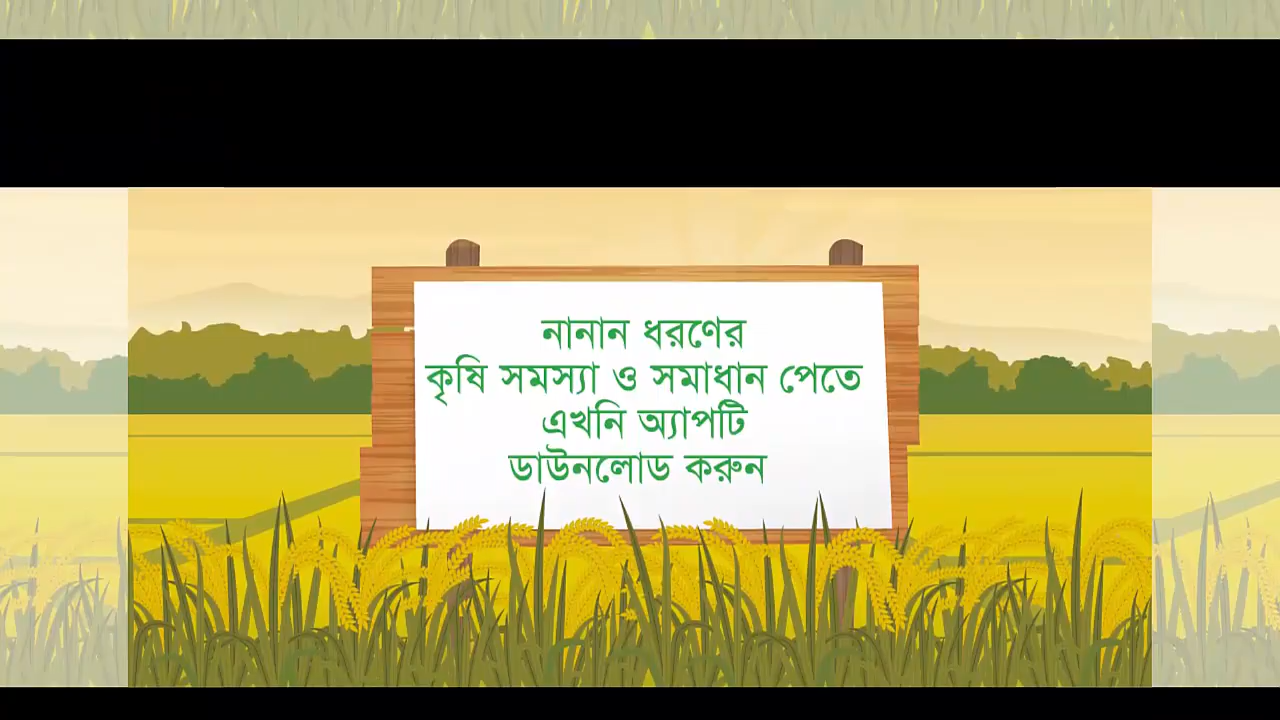 নানান ধরণের
কৃষি সমস্যা ও সমাধান পেতে
এখনি অ্যাপটি
ডাউনলোড করুন